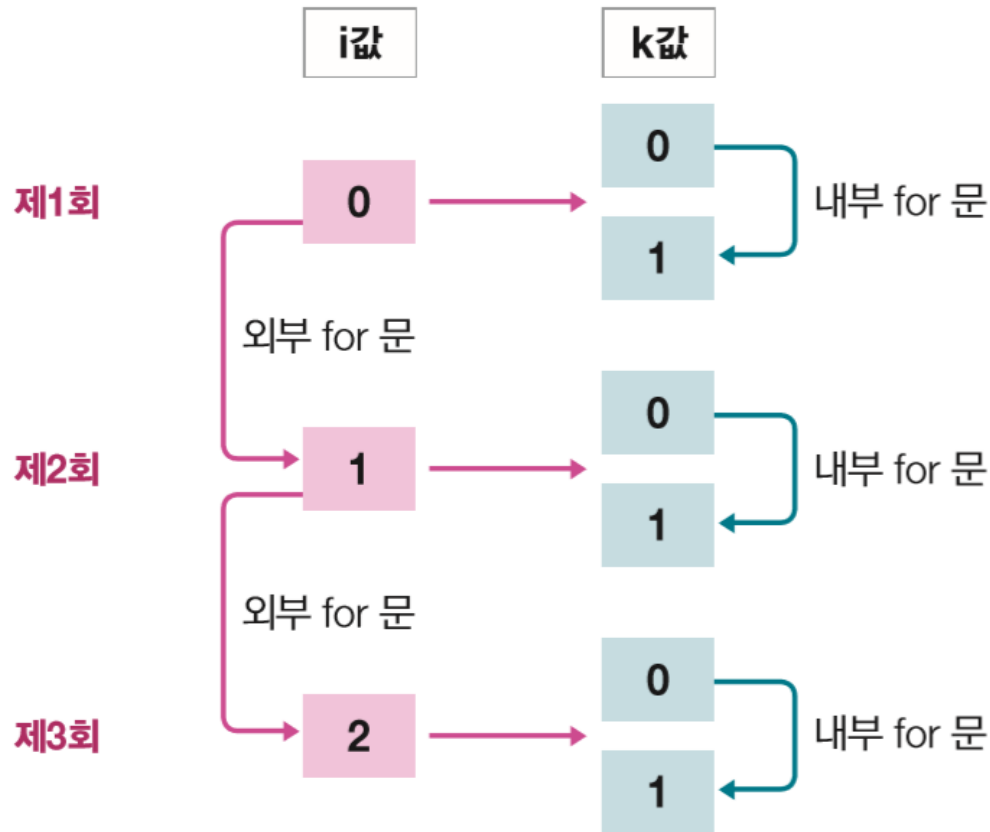 i값 k값
0
제1회 0 내부 for 문
1
외부 for 문
0
제2회 1 내부 for 문
1
외부 for 문
0
제3회 2 내부 for 문
1